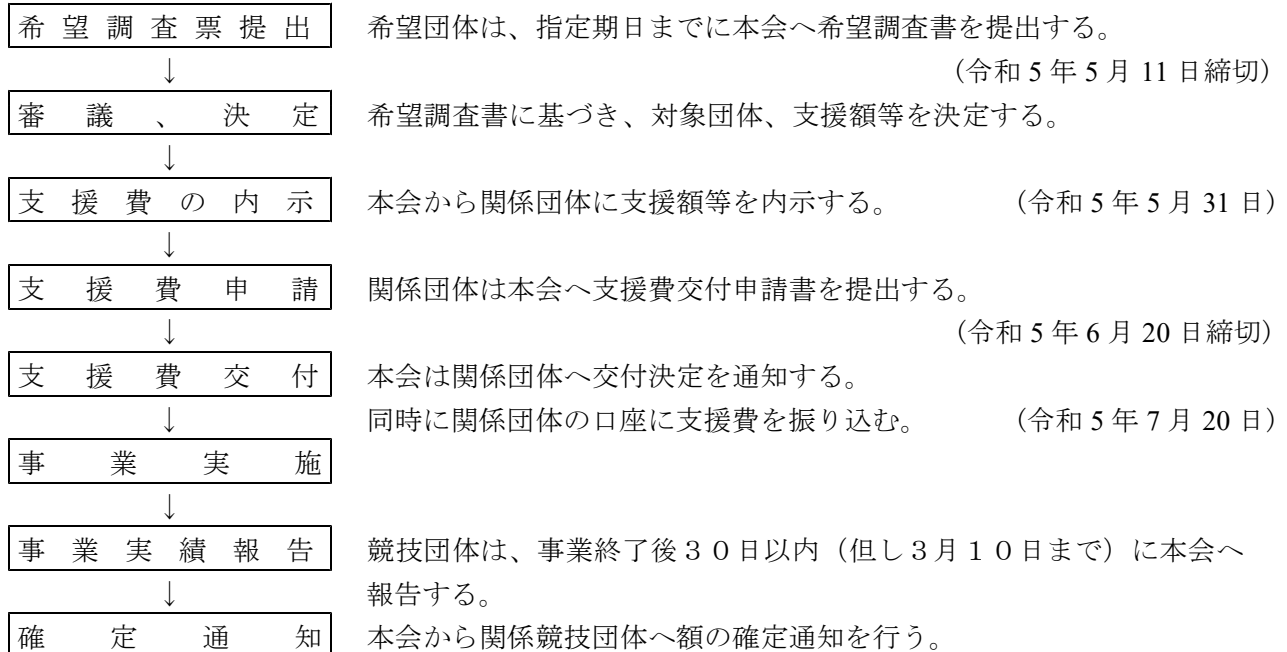 希望調査票提出 希望団体は、指定期日までに本会へ希望調査書を提出する。
↓ (令和5年5月11日締切)
審議、決定 希望調査書に基づき、対象団体、支援額等を決定する。
↓
支援費の内示 本会から関係団体に支援額等を内示する。 (令和5年5月31日)
↓
支援費申請 関係団体は本会へ支援費交付申請書を提出する。
↓ (令和5年6月20日締切)
支援費交付 本会は関係団体へ交付決定を通知する。
↓ 同時に関係団体の口座に支援費を振り込む。 (令和5年7月20日)
事業実施
↓
事業実績報告 競技団体は、事業終了後30日以内(但し3月10日まで)に本会へ
↓ 報告する。
確定通知 本会から関係競技団体へ額の確定通知を行う。